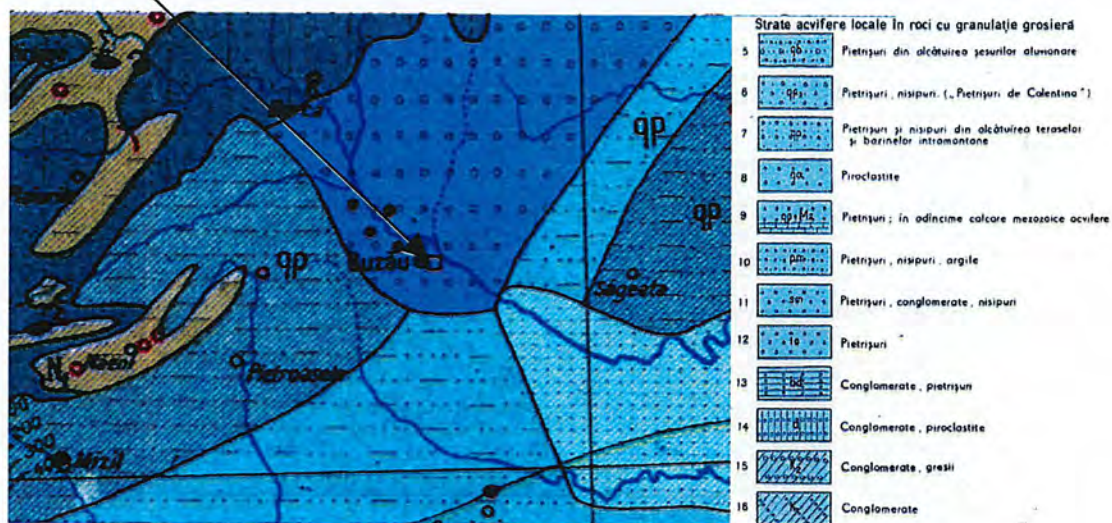 Strate acvifere locale în roci cu granulație grosieră
5 qh Pietrișuri din alcătuirea șesurilor aluvionare
6 Pietrișuri, nisipuri. („Pietrișuri de Colentina")
7 Pietrișuri și nisipuri din alcătuirea teraselor
și bazinelor intramontane
8 Piroclastite
9 Pietrișuri; în adîncime calcare mezozoice acvifere
10 Pietrișuri, nisipuri, argile
11 Pietrișuri, conglomerate, nisipuri
12 Pietrișuri
13 Conglomerate, pietrișuri
14 Conglomerate, piroclastite
15 Conglomerate, gresii
16 Conglomerate
qp
qp
qp
Buzău
Săgeata
Pietroasele
Mizil